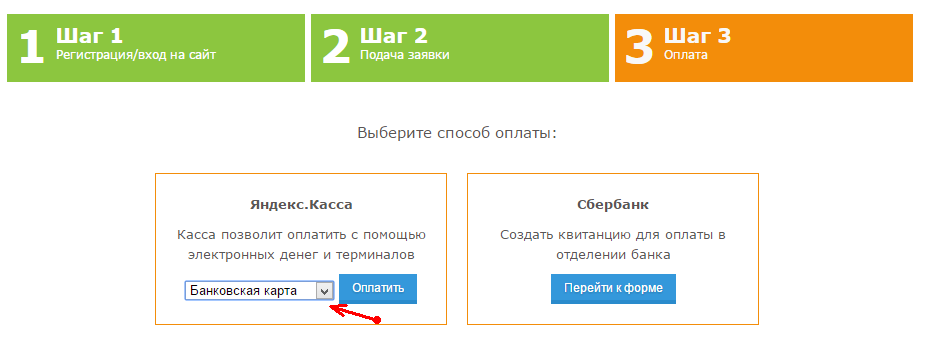 1 Шаг 1
Регистрация/вход на сайт
2 Шаг 2
Подача заявки
3 Шаг 3
Оплата
Выберите способ оплаты:
Яндекс.Касса
Касса позволит оплатить с помощью
электронных денег и терминалов
Банковская карта
Оплатить
Сбербанк
Создать квитанцию для оплаты в
отделении банка
Перейти к форме